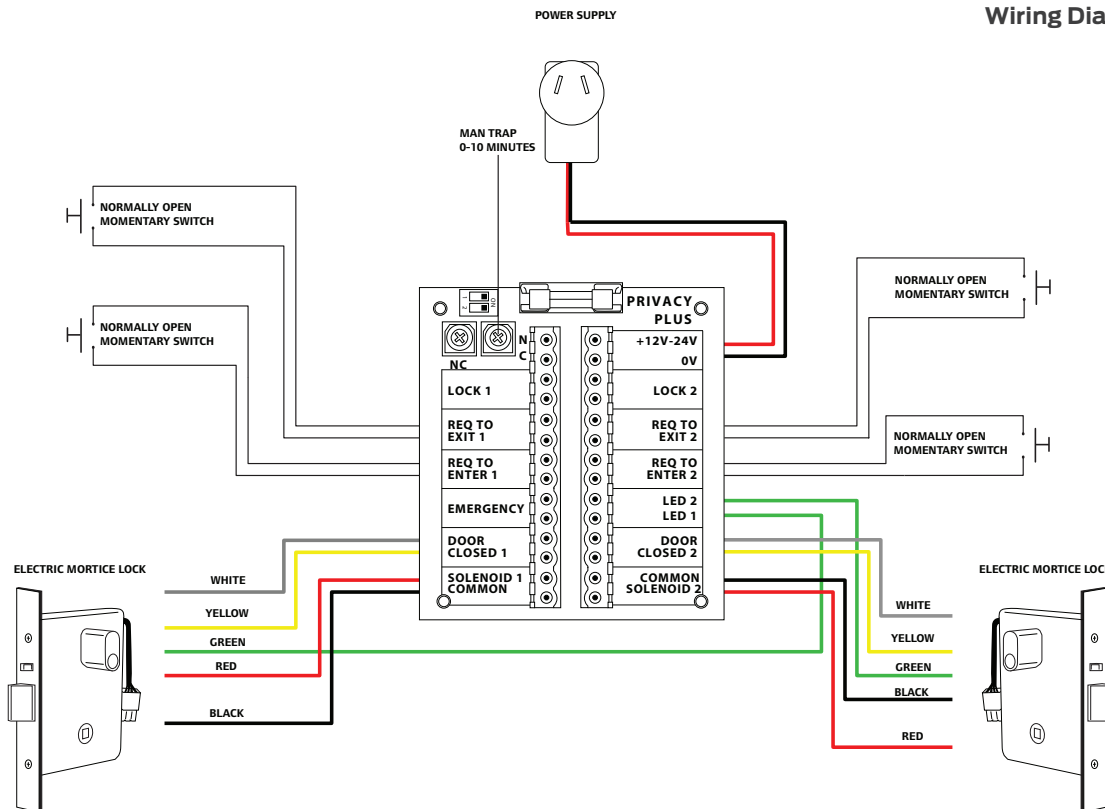 POWER SUPPLY
Wiring Dia
MAN TRAP
0-10 MINUTES
NORMALLY OPEN
MOMENTARY SWITCH
NORMALLY OPEN
MOMENTARY SWITCH
NORMALLY OPEN
MOMENTARY SWITCH
NORMALLY OPEN
MOMENTARY SWITCH
1
2
ON
PRIVACY
PLUS
N
C
NC
+12V-24V
0V
LOCK 1
LOCK 2
REQ TO
EXIT 1
REQ TO
EXIT 2
REQ TO
ENTER 1
REQ TO
ENTER 2
EMERGENCY
LED 2
LED 1
DOOR
CLOSED 1
DOOR
CLOSED 2
SOLENOID 1
COMMON
COMMON
SOLENOID 2
ELECTRIC MORTICE LOCK
WHITE
YELLOW
GREEN
RED
BLACK
ELECTRIC MORTICE LOC
WHITE
YELLOW
GREEN
BLACK
RED